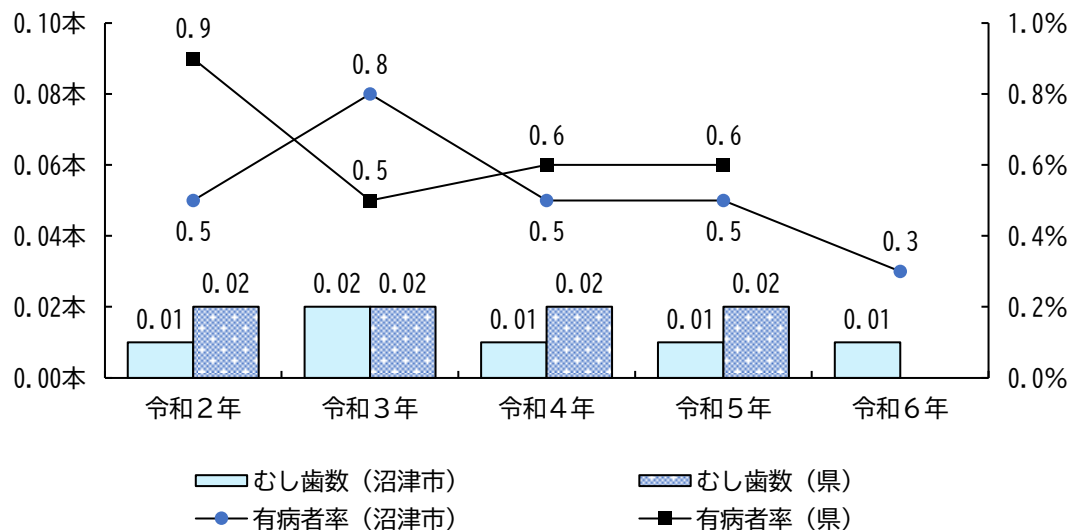 0.10本 1.0%
0.9
0.8
0.08本 0.8%
0.6 0.6
0.06本 0.5 0.6%
0.5 0.5 0.5
0.04本 0.4%
0.3
0.02 0.02 0.02 0.02 0.02
0.02本 0.01 0.01 0.01 0.01 0.2%
0.00本 0.0%
令和2年 令和3年 令和4年 令和5年 令和6年
むし歯数（沼津市） むし歯数（県）
有病者率（沼津市） 有病者率（県）